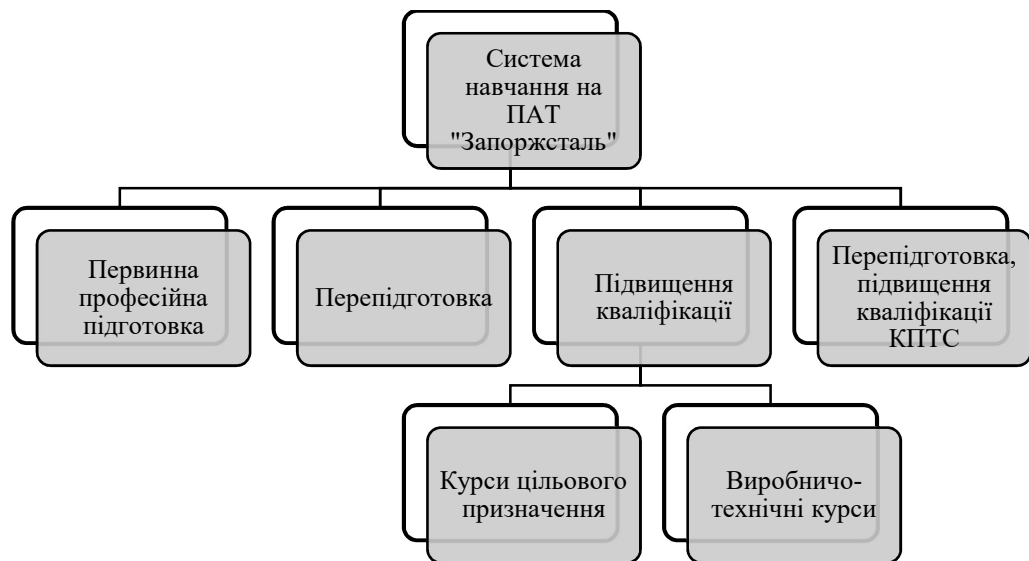 Система
навчання на
ПАТ
"Запоржсталь"
Первинна
професійна
підготовка
Перепідготовка
Підвищення
кваліфікації
Перепідготовка,
підвищення
кваліфікації
КПТС
Курси цільового
призначення
Виробничо-
технічні курси